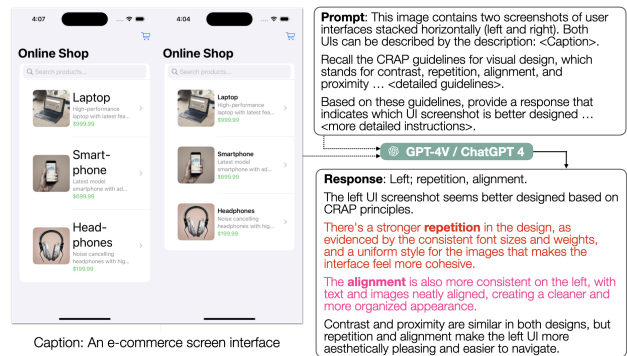 4:07
4:04
Online Shop
Online Shop
Search products...
Search products...
Laptop
High-performance
laptop with latest fea...
$999.99
Smart-
phone
Latest model
smartphone with ad...
$699.99
Head-
phones
Noise cancelling
headphones with hig...
$199.99
Laptop
High-performance
laptop with latest fea...
$999.99
Smartphone
Latest model
smartphone with ad...
$699.99
Headphones
Noise cancelling
headphones with hig...
$199.99
Caption: An e-commerce screen interface
Prompt: This image contains two screenshots of user
interfaces stacked horizontally (left and right). Both
UIs can be described by the description: <Caption>.
Recall the CRAP guidelines for visual design, which
stands for contrast, repetition, alignment, and
proximity … <detailed guidelines>.
Based on these guidelines, provide a response that
indicates which UI screenshot is better designed …
<more detailed instructions>.
GPT-4V / ChatGPT 4
Response: Left; repetition, alignment.
The left UI screenshot seems better designed based on
CRAP principles.
There's a stronger repetition in the design, as
evidenced by the consistent font sizes and weights,
and a uniform style for the images that makes the
interface feel more cohesive.
The alignment is also more consistent on the left, with
text and images neatly aligned, creating a cleaner and
more organized appearance.
Contrast and proximity are similar in both designs, but
repetition and alignment make the left UI more
aesthetically pleasing and easier to navigate.